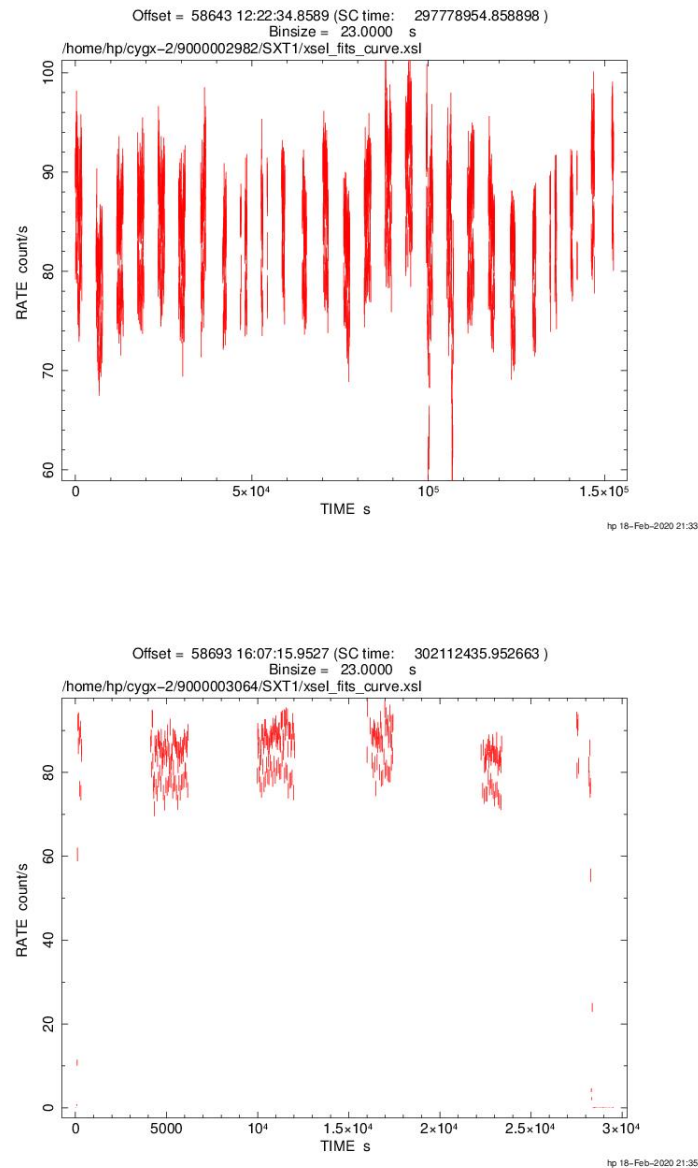 Offset = 58643 12:22:34.8589 (SC time: 297778954.858898 )
Binsize = 23.0000 s
/home/hp/cygx-2/9000002982/SXT1/xsel_fits_curve.xsl
100
90
80
70
60
RATE count/s
0 5×10⁴ 10⁵ 1.5×10⁵
TIME s
hp 18-Feb-2020 21:33
Offset = 58693 16:07:15.9527 (SC time: 302112435.952663 )
Binsize = 23.0000 s
/home/hp/cygx-2/9000003064/SXT1/xsel_fits_curve.xsl
80
60
40
20
0
RATE count/s
0 5000 10⁴ 1.5×10⁴ 2×10⁴ 2.5×10⁴ 3×10⁴
TIME s
hp 18-Feb-2020 21:35